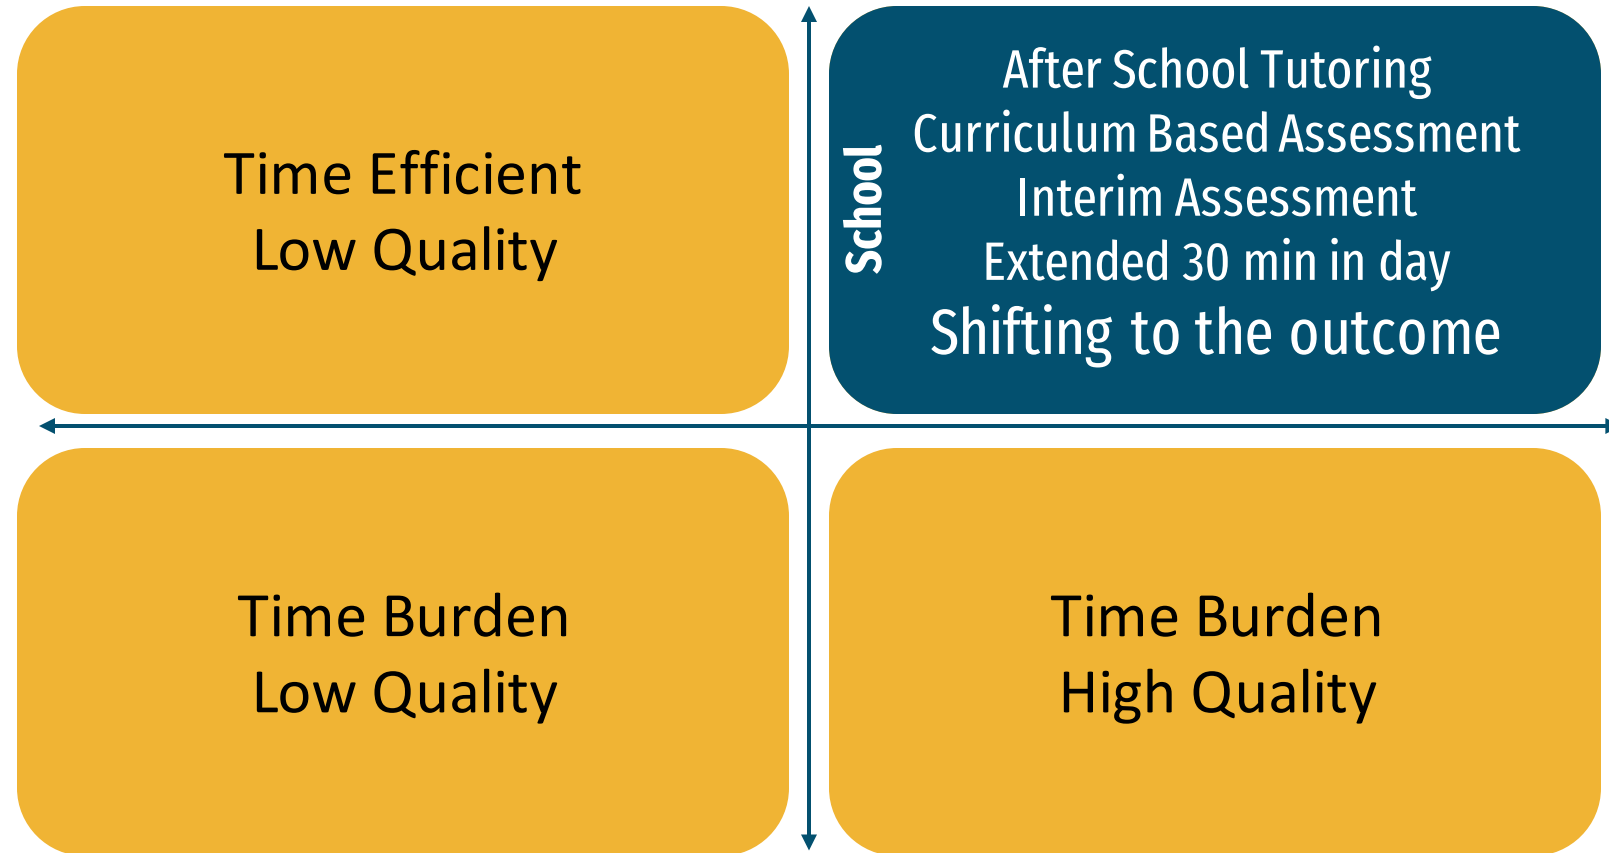 Time Efficient
Low Quality
School
After School Tutoring
Curriculum Based Assessment
Interim Assessment
Extended 30 min in day
Shifting to the outcome
Time Burden
Low Quality
Time Burden
High Quality